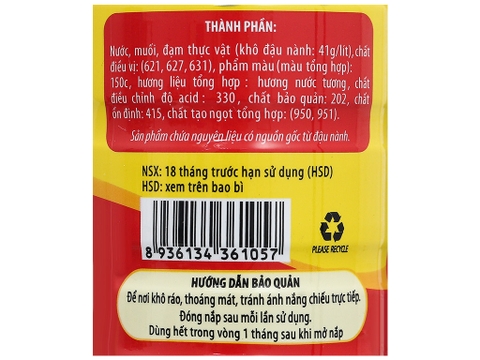 THÀNH PHẦN:
Nước, muối, đạm thực vật (khô đậu nành: 41g/lít),chất
điều vị: (621, 627, 631), phẩm màu (màu tổng hợp):
150c, hương liệu tổng hợp : hương nước tương, chất
điều chỉnh độ acid : 330, chất bảo quản: 202, chất
ổn định: 415, chất tạo ngọt tổng hợp: (950, 951).
Sản phẩm chứa nguyên liệu có nguồn gốc từ đậu nành.
NSX: 18 tháng trước hạn sử dụng (HSD)
HSD: xem trên bao bì
8 936134 361057
PLEASE RECYCLE
HƯỚNG DẪN BẢO QUẢN
Để nơi khô ráo, thoáng mát, tránh ánh nắng chiếu trực tiếp.
Đóng nắp sau mỗi lần sử dụng.
Dùng hết trong vòng 1 tháng sau khi mở nắp